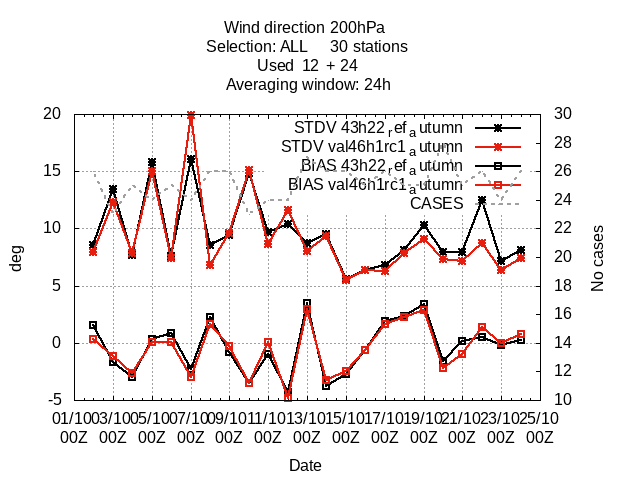 Wind direction 200hPa
Selection: ALL 30 stations
Used 12 + 24
Averaging window: 24h
STDV 43h22_ref_autumn
STDV val46h1rc1_autumn
BIAS 43h22_ref_autumn
BIAS val46h1rc1_autumn
CASES
20
15
10
5
0
-5
deg
30
28
26
24
22
20
18
16
14
12
10
No cases
01/10 03/10 05/10 07/10 09/10 11/10 13/10 15/10 17/10 19/10 21/10 23/10 25/10
00Z 00Z 00Z 00Z 00Z 00Z 00Z 00Z 00Z 00Z 00Z 00Z 00Z
Date